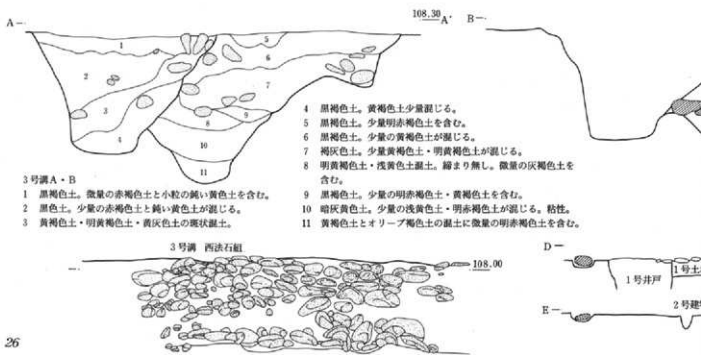 A—
108.30 A'
B—
1
5
6
2
7
3
8
9
4
10
11
3号溝A・B
1 黒褐色土。微量の赤褐色土と小粒の鈍い黄色土を含む。
2 黒色土。少量の赤褐色土と鈍い黄色土が混じる。
3 黄褐色土・明黄褐色土・黄灰色土の斑状混土。
4 黒褐色土。黄褐色土少量混じる。
5 黒褐色土。少量明赤褐色土を含む。
6 黒褐色土。少量の黄褐色土が混じる。
7 褐灰色土。少量黄褐色土・明黄褐色土が混じる。
8 明黄褐色土・浅黄色土混土。締まり無し。微量の灰褐色土を
含む。
9 黒褐色土。少量の明赤褐色土・黄褐色土を含む。
10 暗灰黄色土。少量の浅黄色土・明赤褐色土が混じる。粘性。
11 黄褐色土とオリーブ褐色土の混土に微量の明赤褐色土を含む。
3号溝 西法石組
108.00
D—
1号土
1号井戸
E—
2号建
26